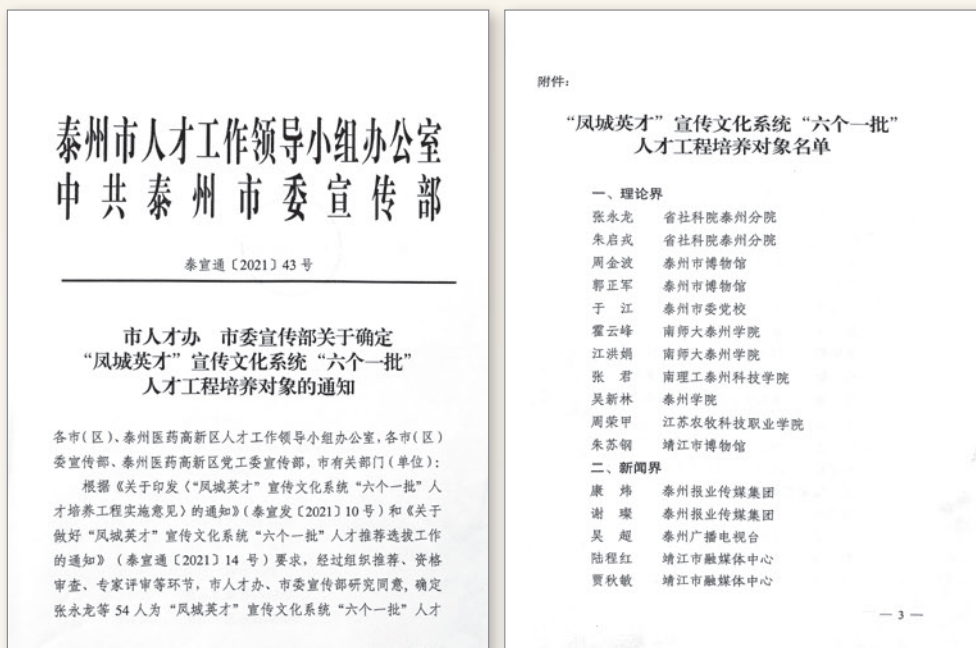 泰州市人才工作领导小组办公室
中共泰州市委宣传部
泰宣通〔2021〕43 号
市人才办　市委宣传部关于确定
“凤城英才”宣传文化系统“六个一批”
人才工程培养对象的通知
各市(区)、泰州医药高新区人才工作领导小组办公室,各市(区)
委宣传部、泰州医药高新区党工委宣传部,市有关部门(单位):
根据《关于印发〈“凤城英才”宣传文化系统“六个一批”人
才培养工程实施意见〉的通知》(泰宣发〔2021〕10 号)和《关于
做好“凤城英才”宣传文化系统“六个一批”人才推荐选拔工作
的通知》(泰宣通〔2021〕14 号)要求,经过组织推荐、资格
审查、专家评审等环节,市人才办、市委宣传部研究同意,确定
张永龙等 54 人为“凤城英才”宣传文化系统“六个一批”人才
附件:
“凤城英才”宣传文化系统“六个一批”
人才工程培养对象名单
一、理论界
张永龙　省社科院泰州分院
朱启戎　省社科院泰州分院
周金波　泰州市博物馆
郭正军　泰州市博物馆
于　江　泰州市委党校
霍云峰　南师大泰州学院
江洪娟　南师大泰州学院
张　君　南理工泰州科技学院
吴新林　泰州学院
周荣甲　江苏农牧科技职业学院
朱苏钢　靖江市博物馆
二、新闻界
康　炜　泰州报业传媒集团
谢　璨　泰州报业传媒集团
吴　超　泰州广播电视台
陆程红　靖江市融媒体中心
贾秋敏　靖江市融媒体中心
— 3 —